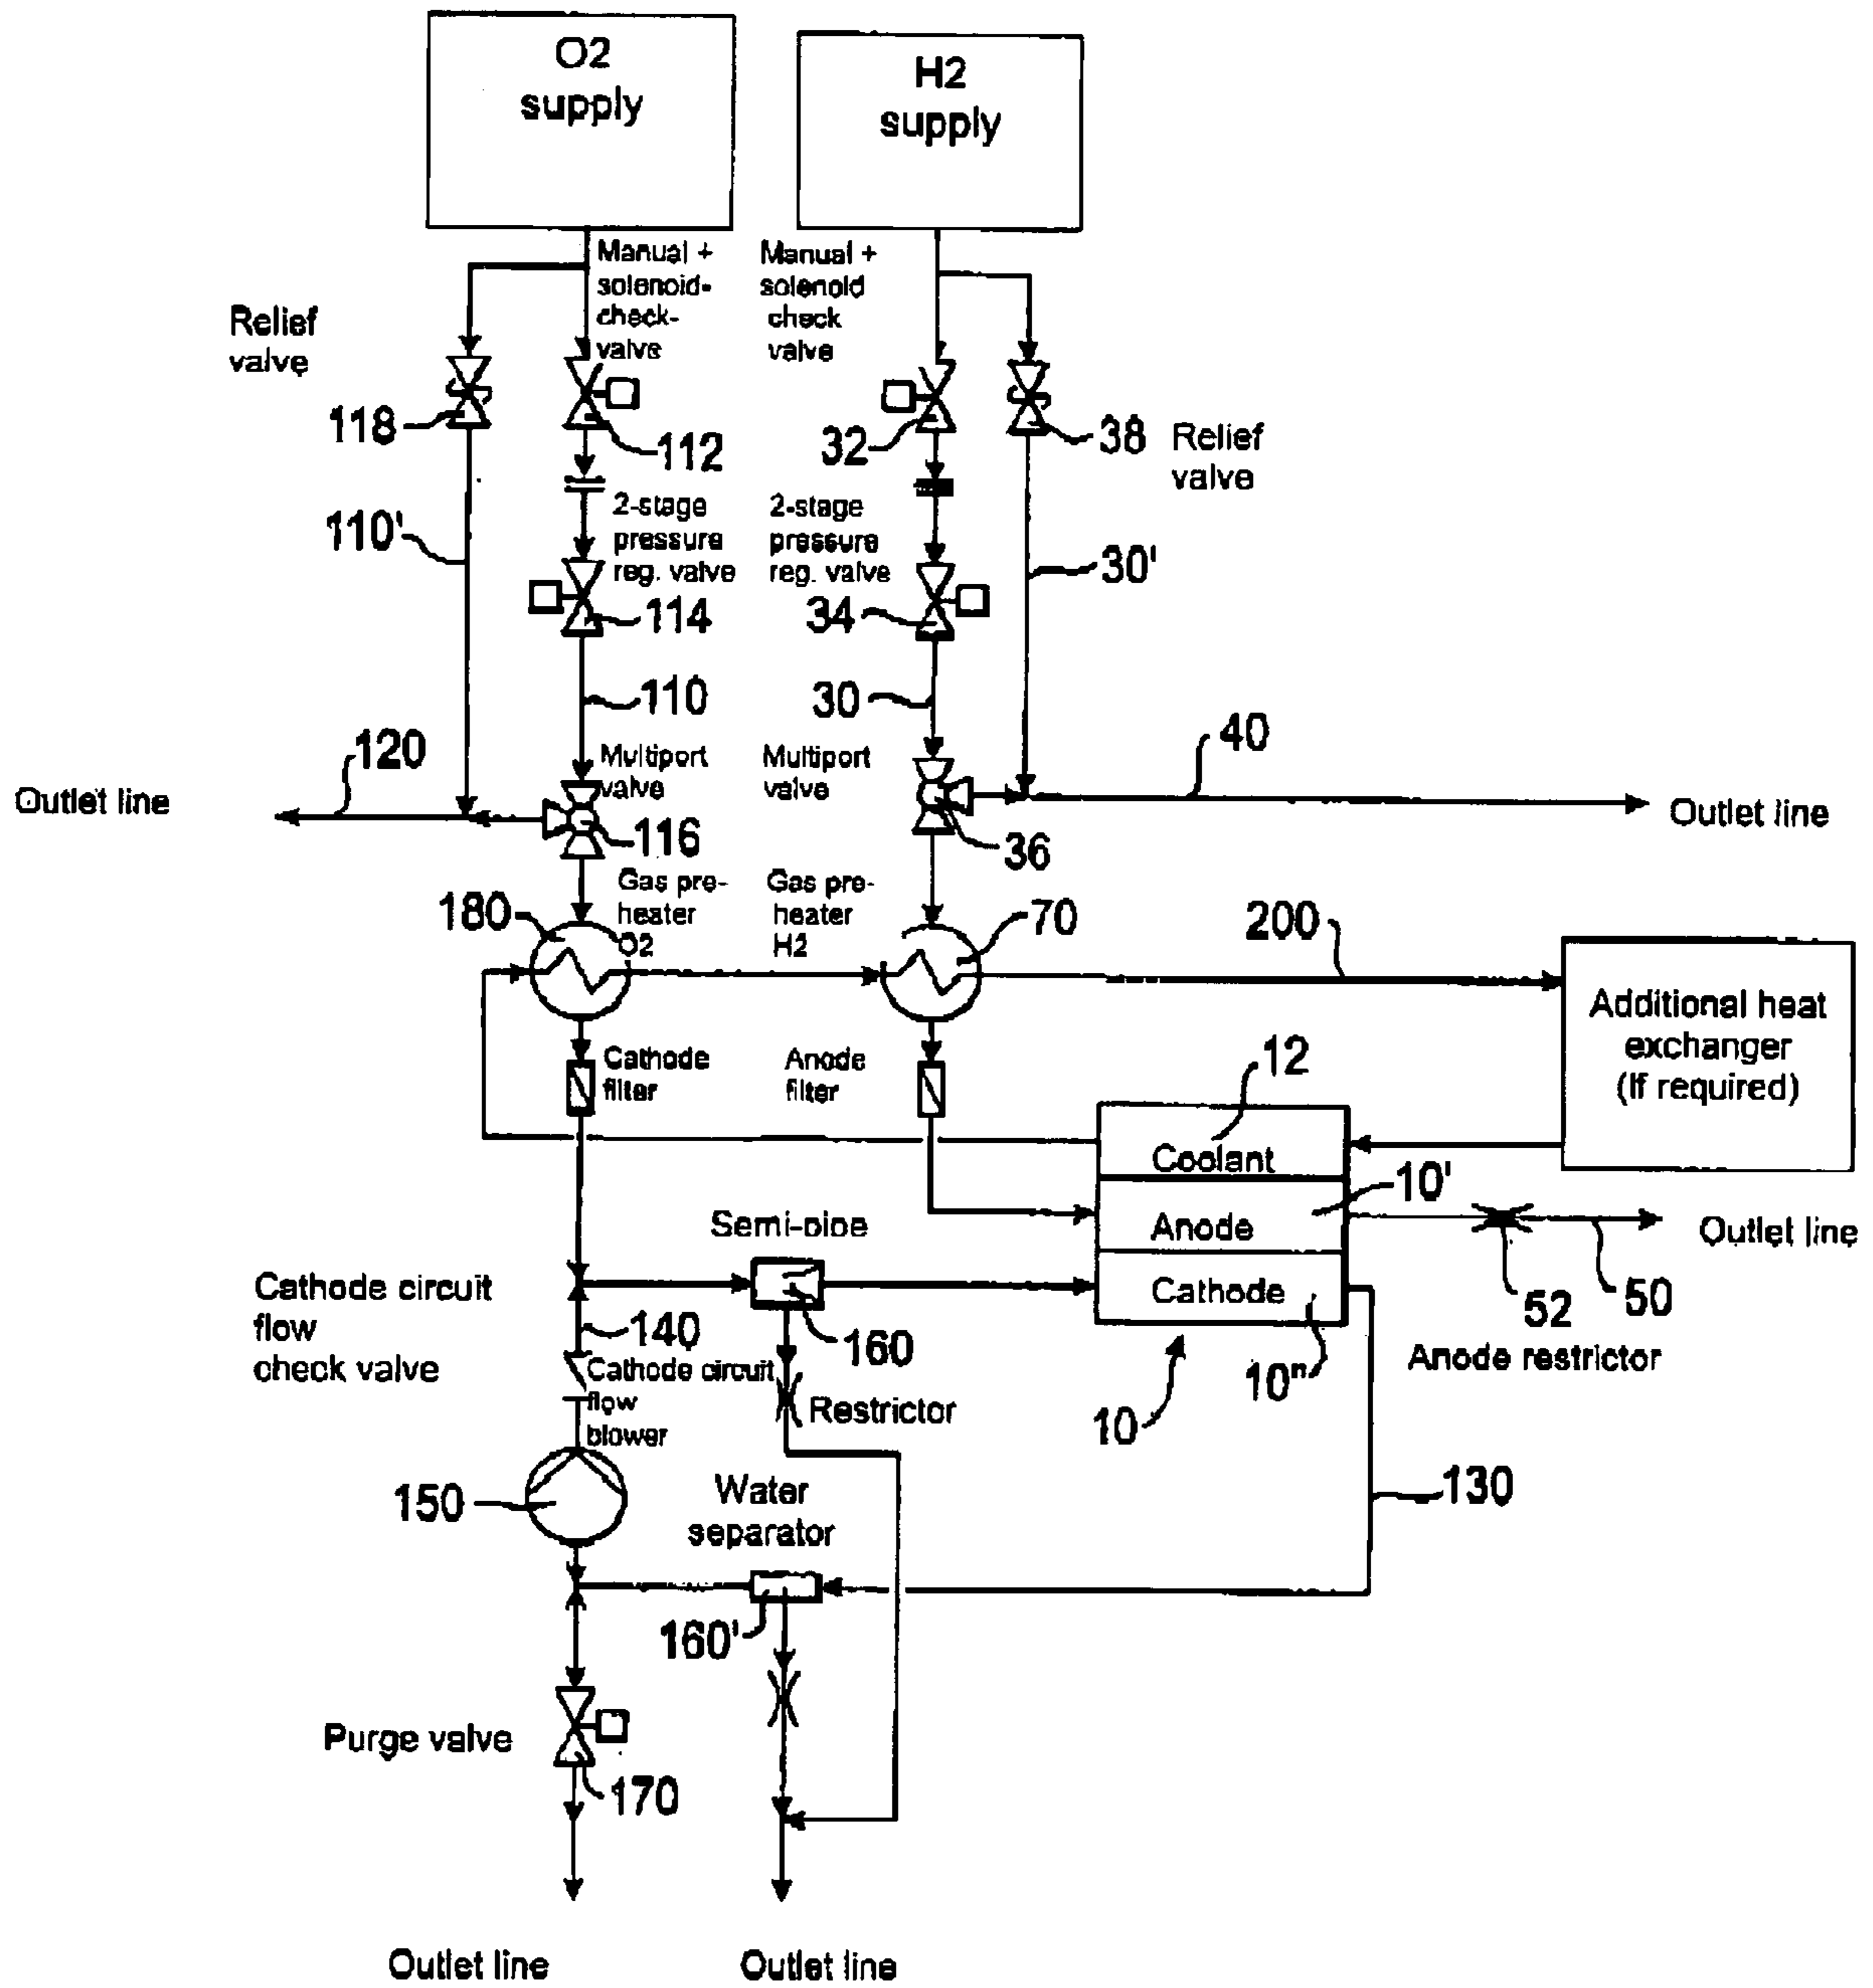 O2
supply
H2
supply
Manual +
solenoid-
check-
valve
Manual +
solenoid
check
valve
Relief
valve
118
112
32
38
Relief
valve
110'
2-stage
pressure
reg. valve
2-stage
pressure
reg. valve
30'
114
34
110
30
120
40
Multiport
valve
Multiport
valve
Outlet line
Outlet line
116
36
Gas pre-
heater
O2
Gas pre-
heater
H2
180
70
200
Additional heat
exchanger
(If required)
Cathode
filter
Anode
filter
12
Coolant
10'
Anode
Semi-pipe
Outlet line
Cathode
Cathode circuit
flow
check valve
140
160
52
50
Anode restrictor
10"
10
Cathode circuit
flow
blower
Restrictor
150
Water
separator
130
160'
Purge valve
170
Outlet line
Outlet line